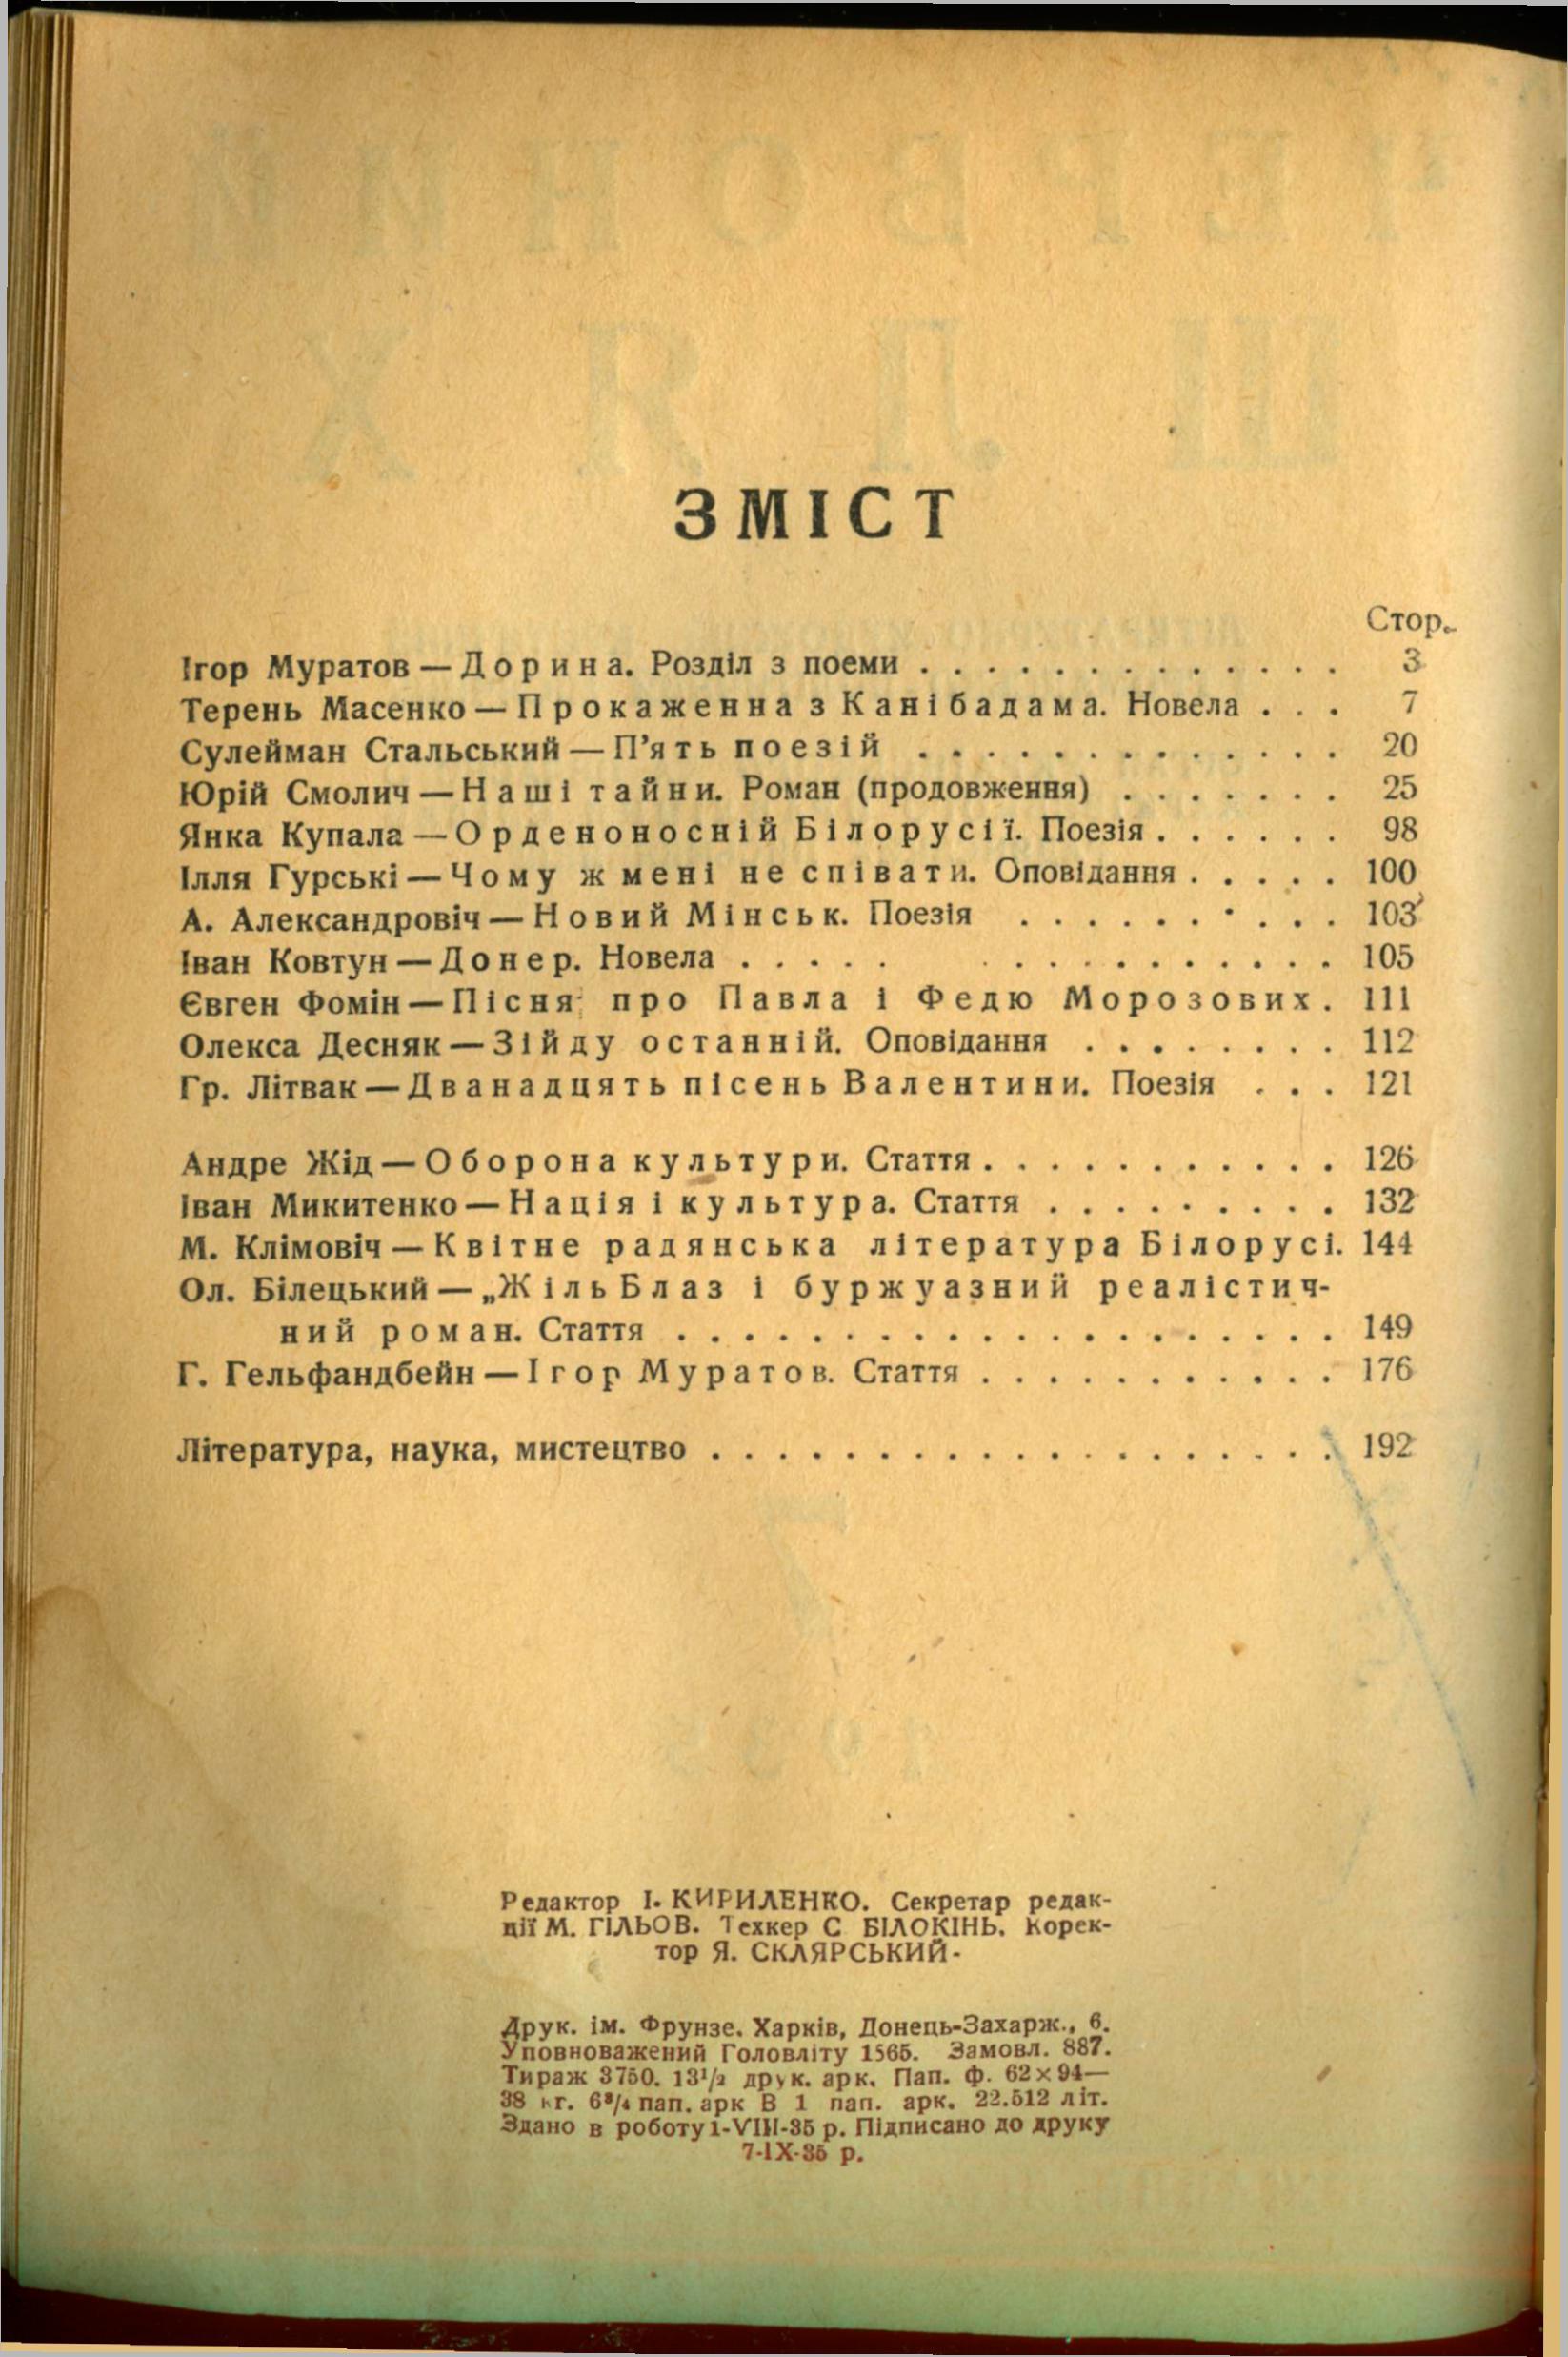 ЗМІСТ
Стор.
Ігор Муратов — Дорина. Розділ з поеми . . . . . . . . . . . . . 3
Терень Масенко — Прокаженна з Канібадама. Новела . . . 7
Сулейман Стальський — П’ять поезій . . . . . . . . . . . . . 20
Юрій Смолич — Наші тайни. Роман (продовження) . . . . . . . 25
Янка Купала — Орденоносній Білорусії. Поезія . . . . . . 98
Ілля Гурські — Чому ж мені не співати. Оповідання . . . . . 100
А. Александровіч — Новий Мінськ. Поезія . . . . . . . . . . 103
Іван Ковтун — Донер. Новела . . . . . . . . . . . . . . . . 105
Євген Фомін — Пісня про Павла і Федю Морозових . 111
Олекса Десняк — Зійду останній. Оповідання . . . . . . . . 112
Гр. Літвак — Дванадцять пісень Валентини. Поезія . . . 121
Андре Жід — Оборона культури. Стаття . . . . . . . . . . . 126
Іван Микитенко — Нація і культура. Стаття . . . . . . . . . 132
М. Клімовіч — Квітне радянська література Білорусі. 144
Ол. Білецький — „Жіль Блаз і буржуазний реалістич-
ний роман. Стаття . . . . . . . . . . . . . . . . . . . . 149
Г. Гельфандбейн — Ігор Муратов. Стаття . . . . . . . . . . . 176
Література, наука, мистецтво . . . . . . . . . . . . . . . . . . . 192
Редактор І. КИРИЛЕНКО. Секретар редак-
ції М. ГІЛЬОВ. Техкер С БІЛОКІНЬ. Корек-
тор Я. СКЛЯРСЬКИЙ.
Друк. ім. Фрунзе. Харків, Донець-Захарж., 6.
Уповноважений Головліту 1565. Замовл. 887.
Тираж 3750. 13¹/₂ друк. арк. Пап. ф. 62×94—
38 кг. 6³/₄ пап. арк В 1 пап. арк. 22.512 літ.
Здано в роботу 1-VIII-35 р. Підписано до друку
7-IX-35 р.